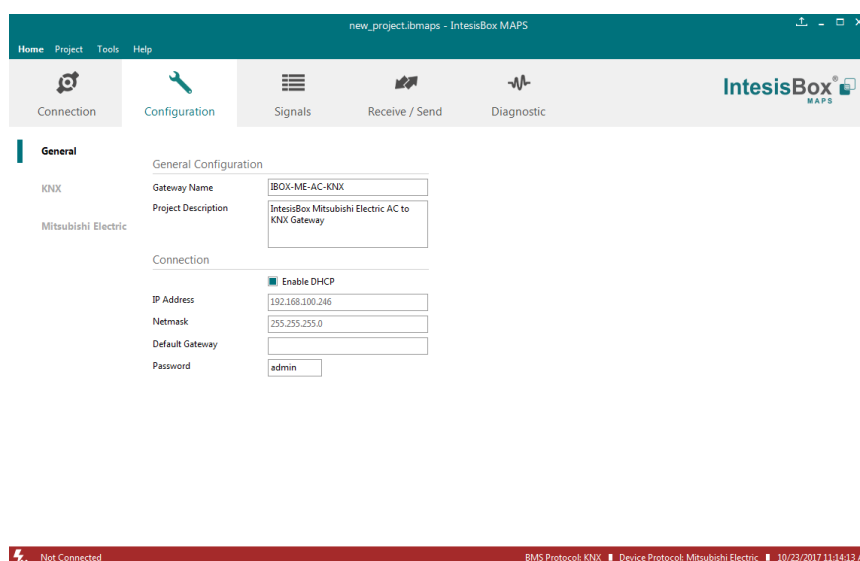 new_project.ibmaps - IntesisBox MAPS
Home Project Tools Help
Connection Configuration Signals Receive / Send Diagnostic
IntesisBox®
MAPS
General
KNX
Mitsubishi Electric
General Configuration
Gateway Name IBOX-ME-AC-KNX
Project Description IntesisBox Mitsubishi Electric AC to
KNX Gateway
Connection
Enable DHCP
IP Address 192.168.100.246
Netmask 255.255.255.0
Default Gateway
Password admin
Not Connected BMS Protocol: KNX Device Protocol: Mitsubishi Electric 10/23/2017 11:14:13